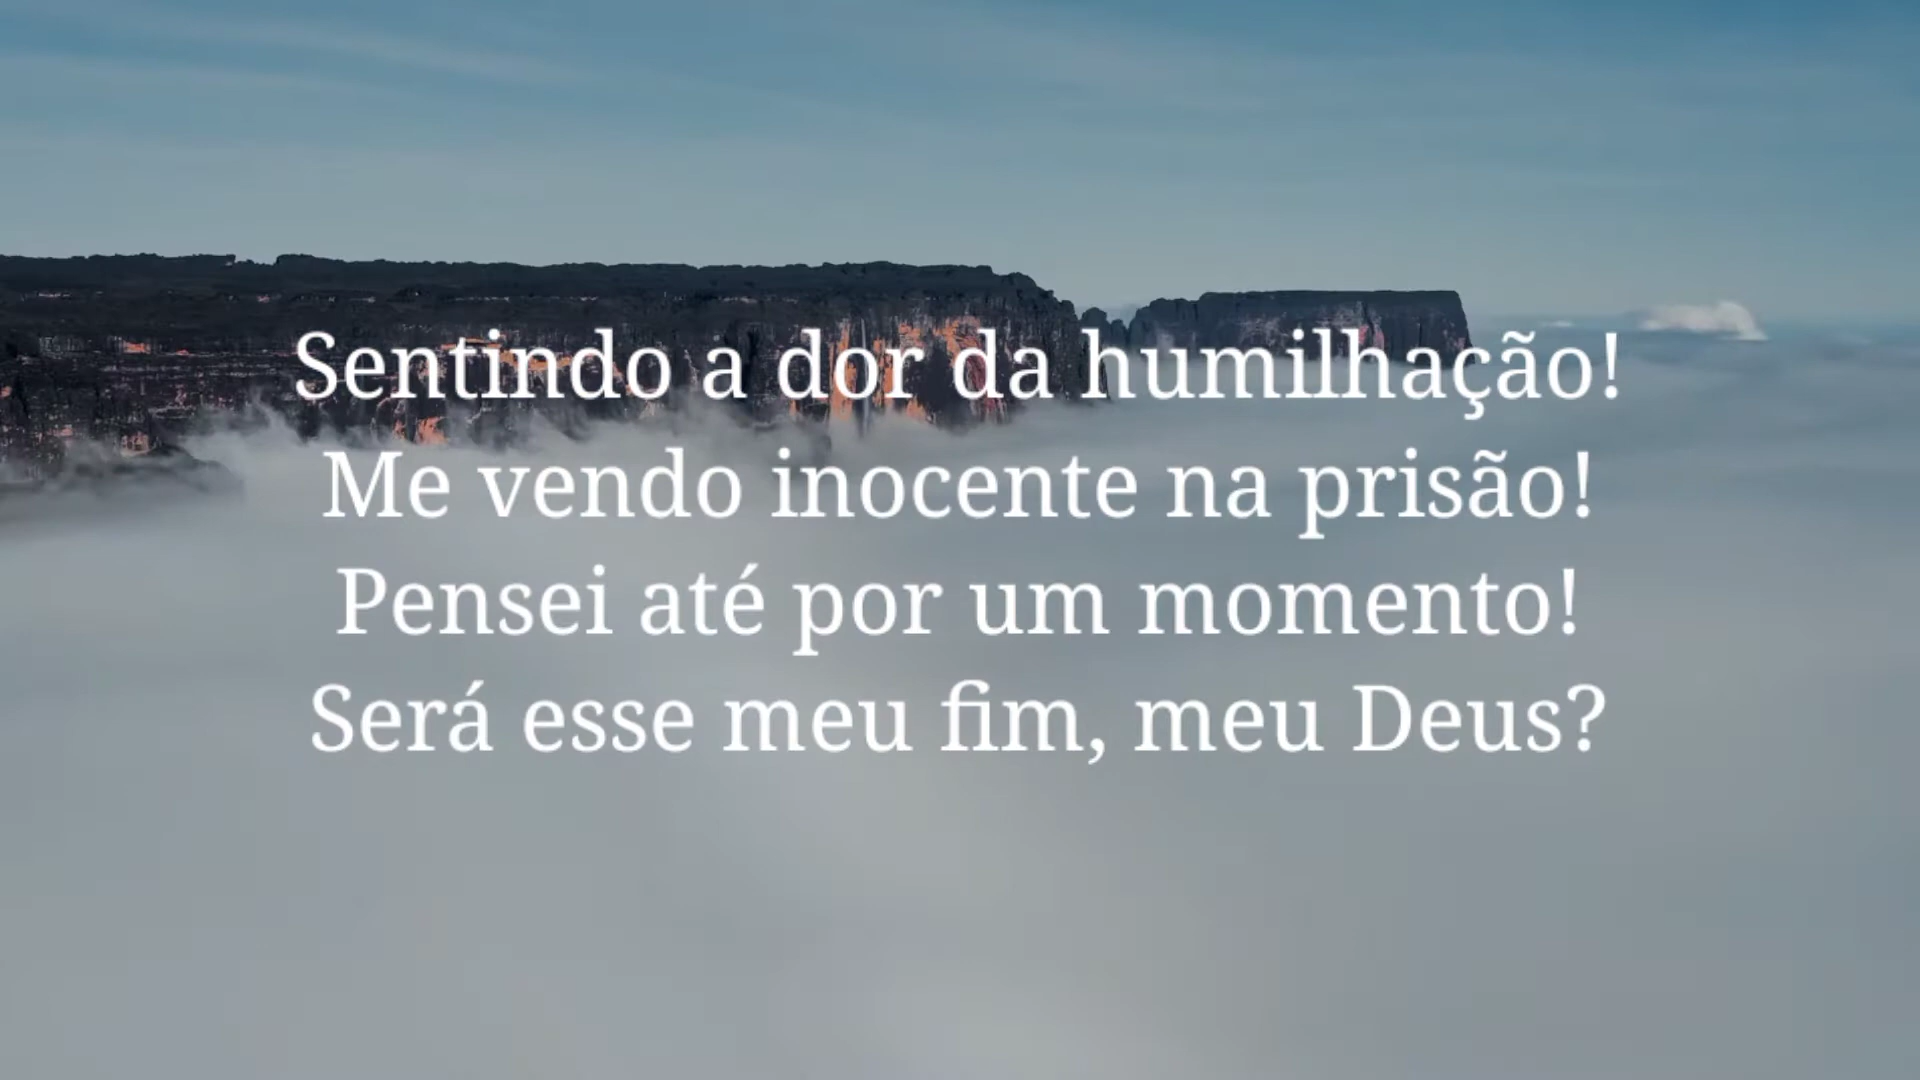 Sentindo a dor da humilhação!
Me vendo inocente na prisão!
Pensei até por um momento!
Será esse meu fim, meu Deus?